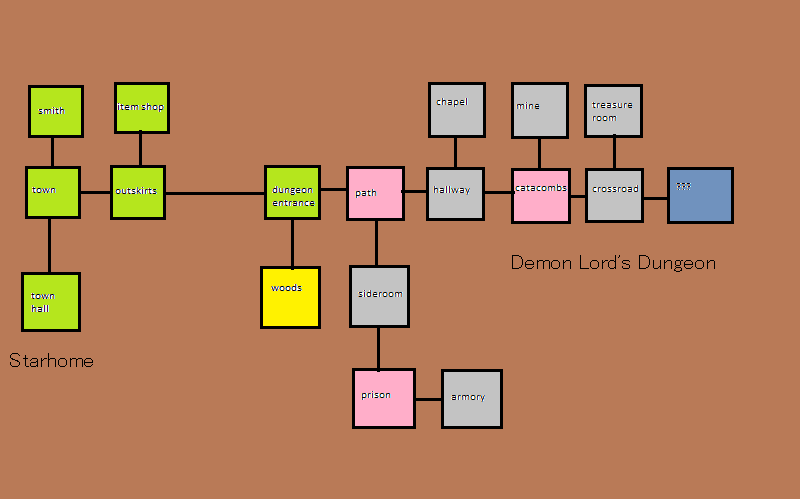 smith
item shop
chapel
mine
treasure
room
town
outskirts
dungeon
entrance
path
hallway
catacombs
crossroad
???
Demon Lord's Dungeon
town
hall
woods
sideroom
Starhome
prison
armory